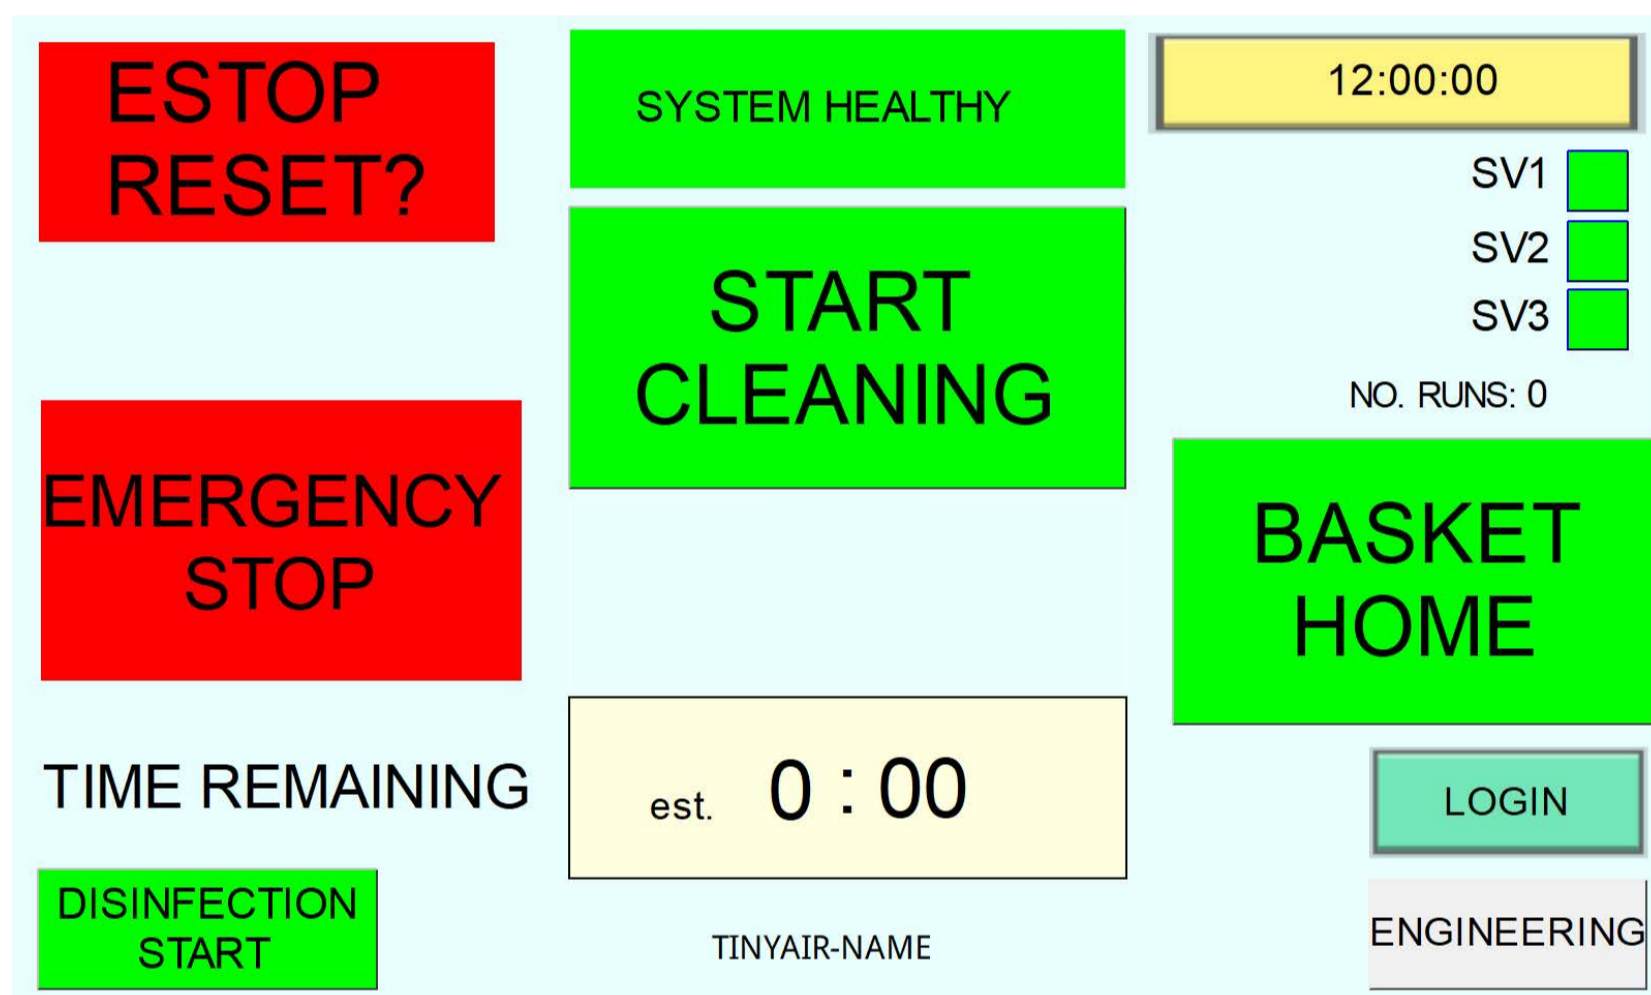 ESTOP
RESET?
SYSTEM HEALTHY
12:00:00
SV1
SV2
SV3
NO. RUNS: 0
START
CLEANING
EMERGENCY
STOP
BASKET
HOME
TIME REMAINING
est. 0 : 00
LOGIN
DISINFECTION
START
TINYAIR-NAME
ENGINEERING